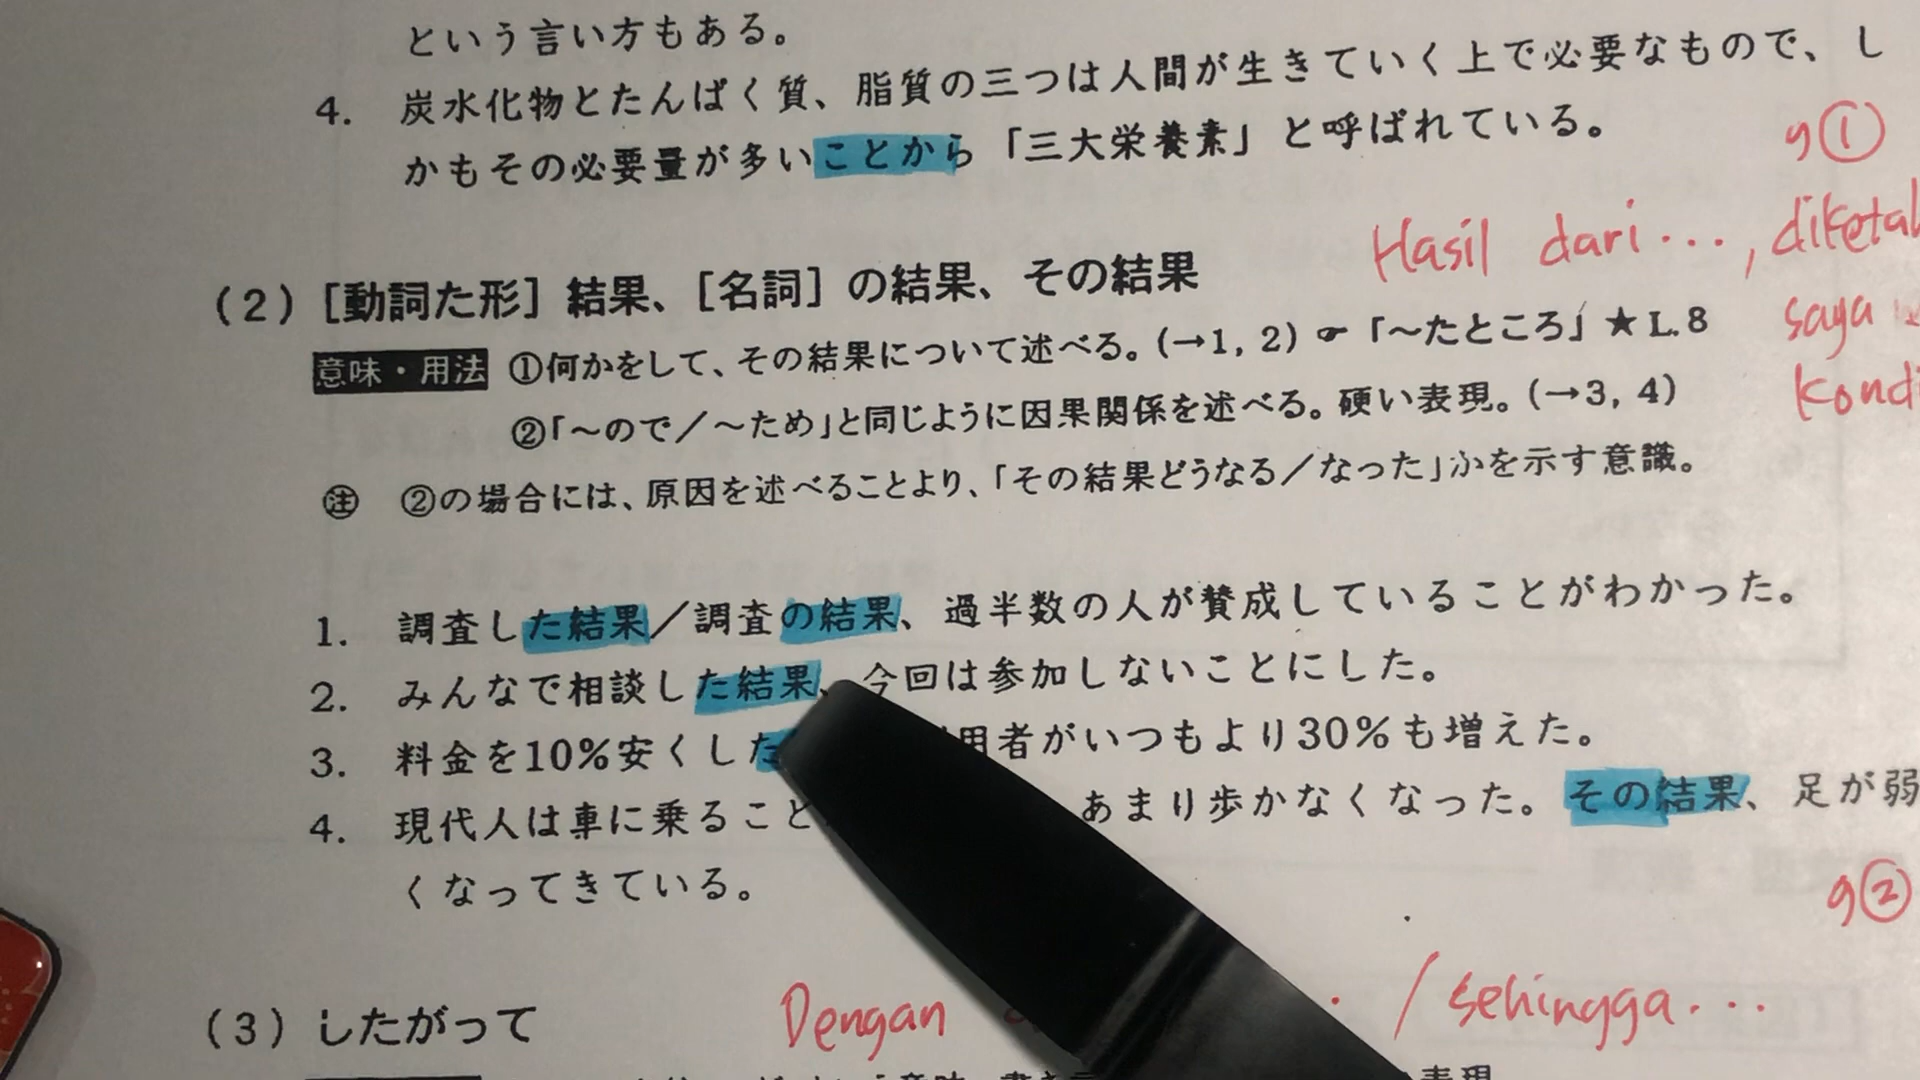 という言い方もある。
4. 炭水化物とたんぱく質、脂質の三つは人間が生きていく上で必要なもので、し
かもその必要量が多いことから「三大栄養素」と呼ばれている。
g①
Hasil dari ..., diketah
(2) [動詞た形] 結果、[名詞] の結果、その結果
saya
意味・用法 ①何かをして、その結果について述べる。(→1, 2) ☞「～たところ」★L.8
kondi
②「～ので／～ため」と同じように因果関係を述べる。硬い表現。(→3, 4)
㊟ ②の場合には、原因を述べることより、「その結果どうなる／なった」かを示す意識。
1. 調査した結果／調査の結果、過半数の人が賛成していることがわかった。
2. みんなで相談した結果、今回は参加しないことにした。
3. 料金を10%安くした 用者がいつもより30%も増えた。
4. 現代人は車に乗ること あまり歩かなくなった。その結果、足が弱
くなってきている。
g②
(3) したがって Dengan / sehingga...
表現